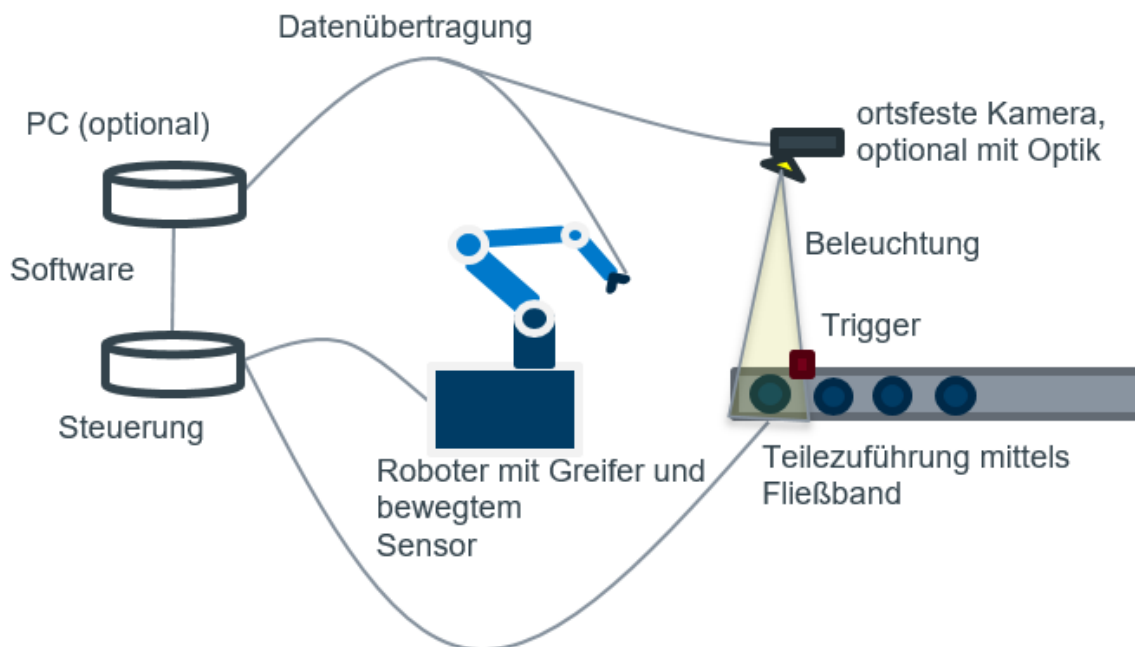 Datenübertragung
PC (optional)
ortsfeste Kamera,
optional mit Optik
Beleuchtung
Software
Trigger
Steuerung
Roboter mit Greifer und
bewegtem
Sensor
Teilezuführung mittels
Fließband